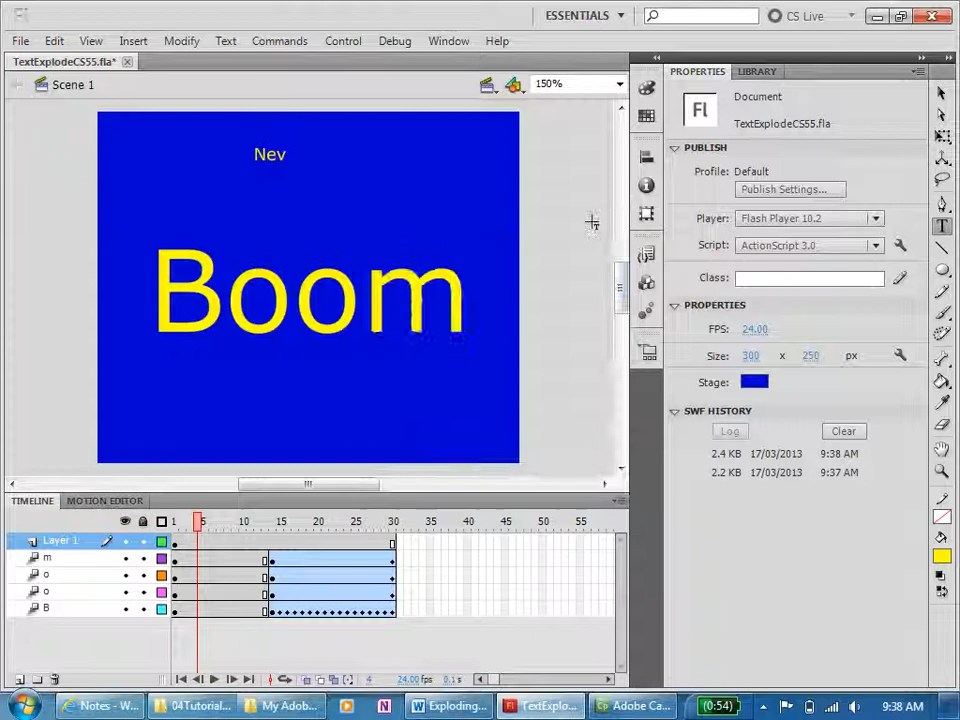 Fl
ESSENTIALS
CS Live
File Edit View Insert Modify Text Commands Control Debug Window Help
TextExplodeCS55.fla*
Scene 1
150%
Nev
Boom
PROPERTIES LIBRARY
Fl
Document
TextExplodeCS55.fla
PUBLISH
Profile: Default
Publish Settings...
Player: Flash Player 10.2
Script: ActionScript 3.0
Class:
PROPERTIES
FPS: 24.00
Size: 300 x 250 px
Stage:
SWF HISTORY
Log Clear
2.4 KB 17/03/2013 9:38 AM
2.2 KB 17/03/2013 9:37 AM
TIMELINE MOTION EDITOR
1 5 10 15 20 25 30 35 40 45 50 55
Layer 1
m
o
o
B
4 24.00 fps 0.1 s
Notes - W... 04Tutorial... My Adob... Exploding... TextExplo... Adobe Ca... (0:54) 9:38 AM